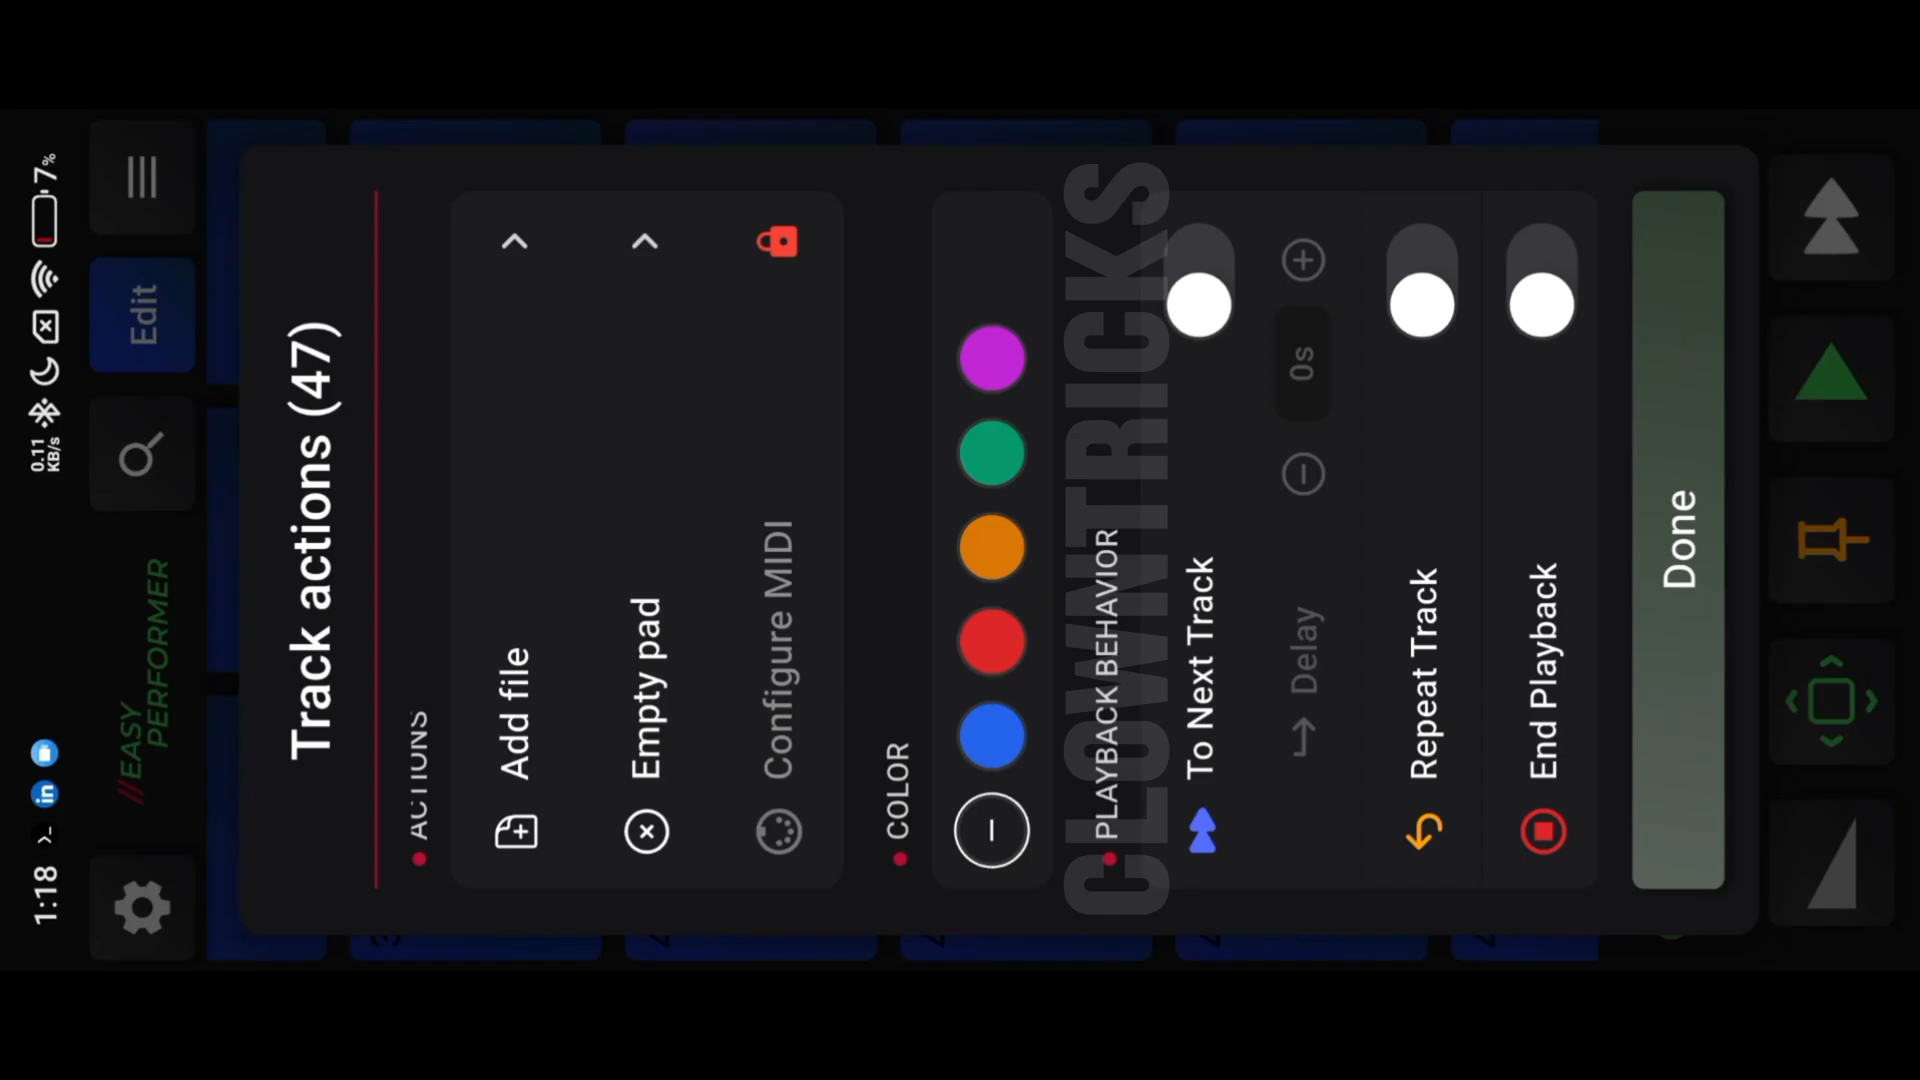 1:18
0.11
KB/s
7%
//EASY
PERFORMER
Edit
Track actions (47)
ACTIONS
Add file
Empty pad
Configure MIDI
COLOR
CLOWNTRICKS
PLAYBACK BEHAVIOR
To Next Track
Delay
0s
Repeat Track
End Playback
Done